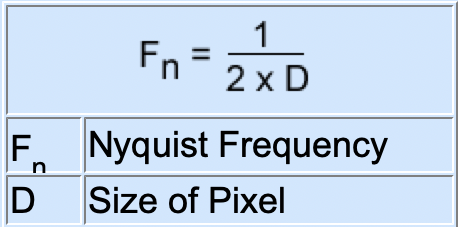 Fn = 1 / 2 x D
Fn Nyquist Frequency
D Size of Pixel